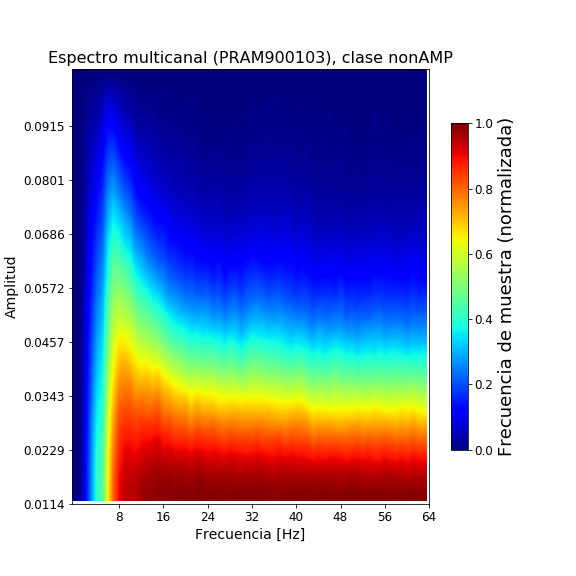 Espectro multicanal (PRAM900103), clase nonAMP
Amplitud
0.0915
0.0801
0.0686
0.0572
0.0457
0.0343
0.0229
0.0114
8 16 24 32 40 48 56 64
Frecuencia [Hz]
1.0
0.8
0.6
0.4
0.2
0.0
Frecuencia de muestra (normalizada)